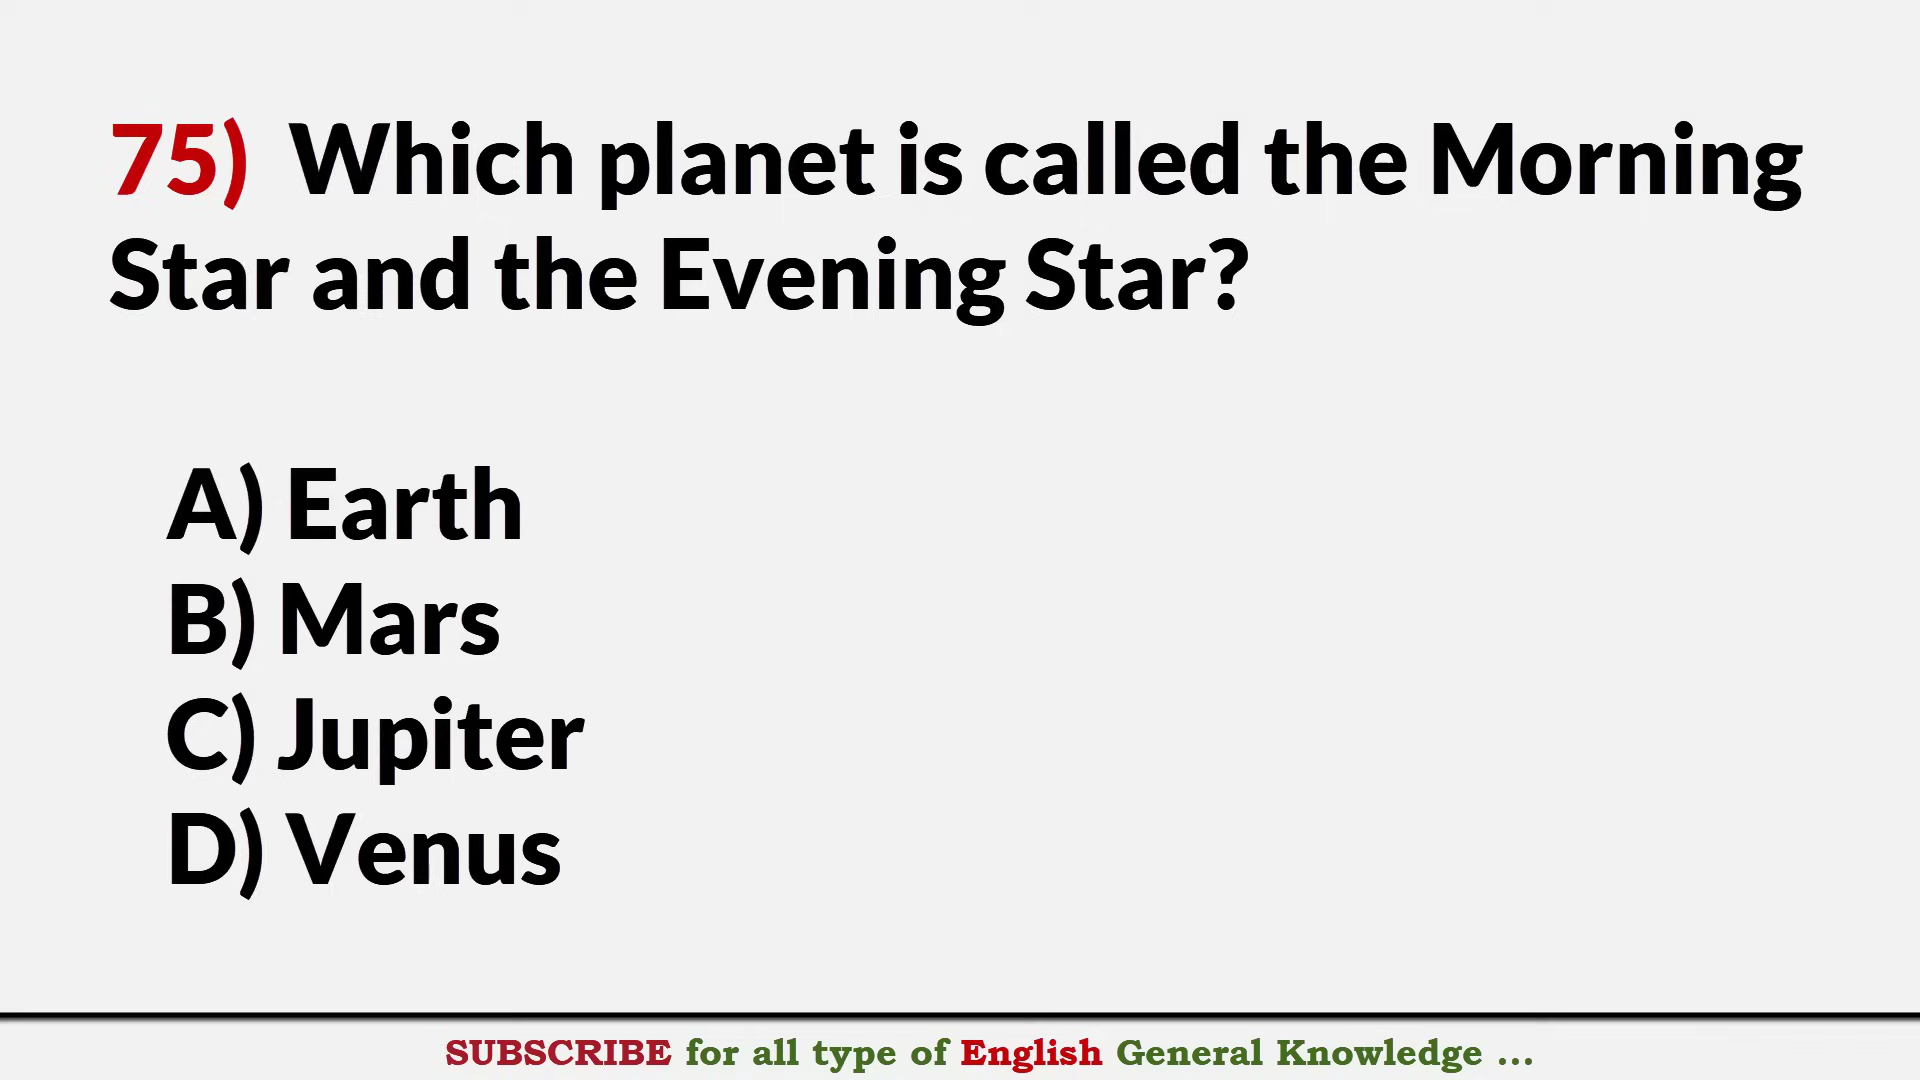 75) Which planet is called the Morning
Star and the Evening Star?
A) Earth
B) Mars
C) Jupiter
D) Venus
SUBSCRIBE for all type of English General Knowledge ...